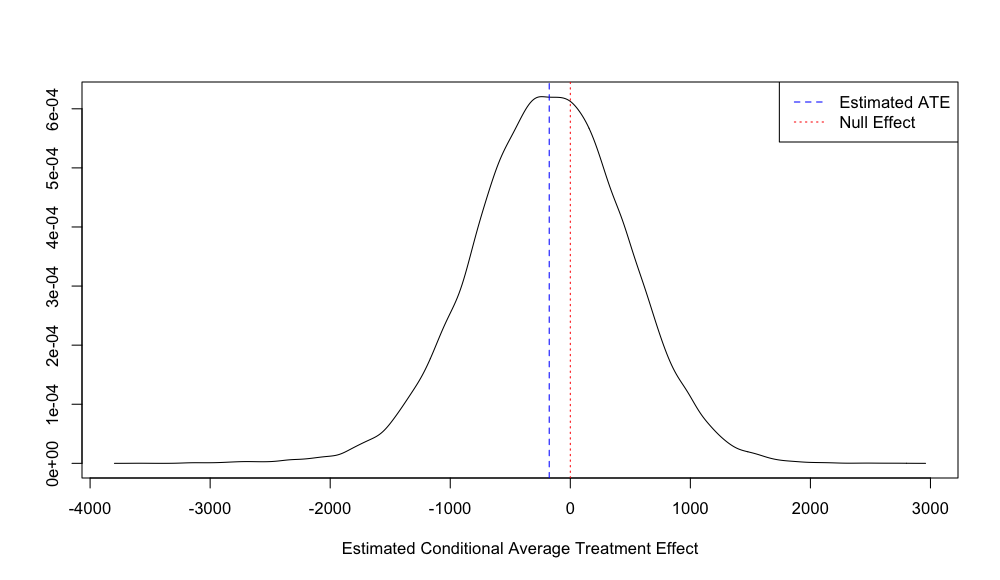 6e-04
5e-04
4e-04
3e-04
2e-04
1e-04
0e+00
Estimated ATE
Null Effect
-4000 -3000 -2000 -1000 0 1000 2000 3000
Estimated Conditional Average Treatment Effect